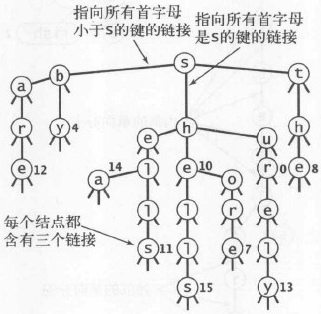 指向所有首字母
小于S的键的链接
指向所有首字母
是S的键的链接
s
b
t
a
y 4
r
e 12
h
e 8
e
h
u
a 14
l
e 10
o
r 0
l
l
r
e
s 11
l
e 7
l
s 15
y 13
每个结点都
含有三个链接